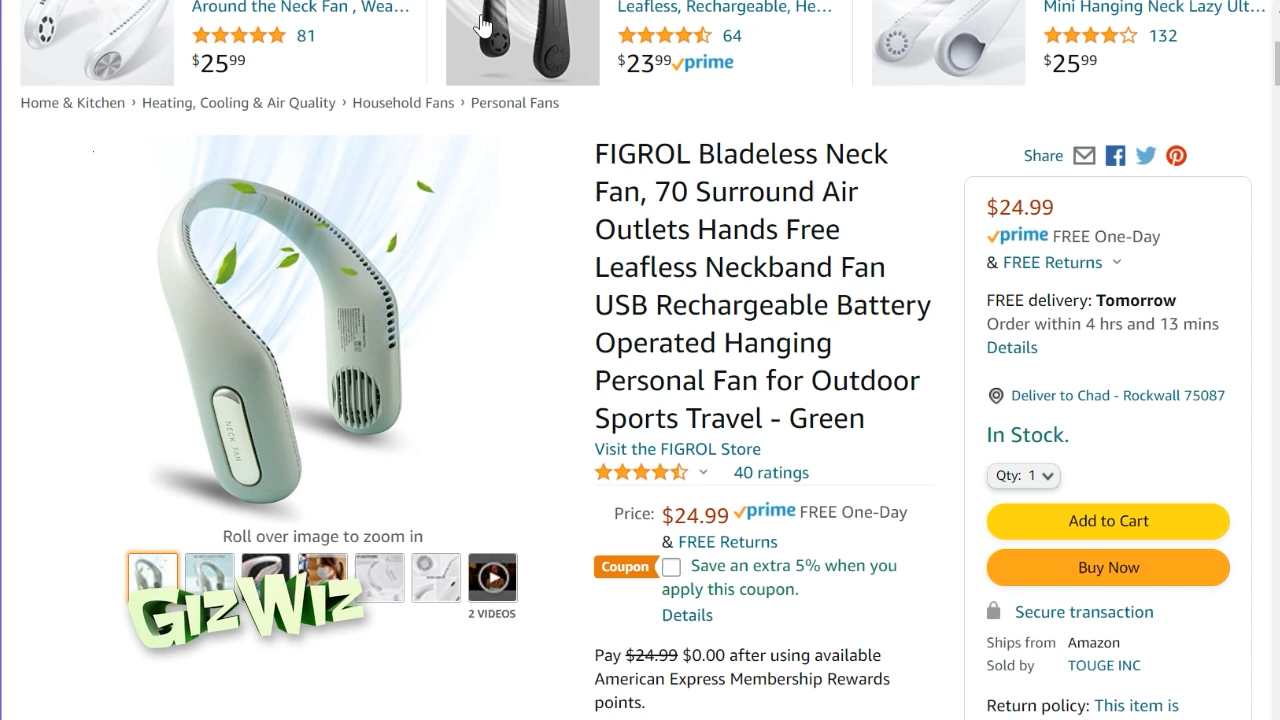 Around the Neck Fan , Wea...
81
$25 99
Leafless, Rechargeable, He...
64
$23 99 prime
Mini Hanging Neck Lazy Ult...
132
$25 99
Home & Kitchen › Heating, Cooling & Air Quality › Household Fans › Personal Fans
NECK FAN
Roll over image to zoom in
2 VIDEOS
GizWiz
FIGROL Bladeless Neck
Fan, 70 Surround Air
Outlets Hands Free
Leafless Neckband Fan
USB Rechargeable Battery
Operated Hanging
Personal Fan for Outdoor
Sports Travel - Green
Visit the FIGROL Store
40 ratings
Price: $24.99 prime FREE One-Day
& FREE Returns
Coupon Save an extra 5% when you
apply this coupon.
Details
Pay $24.99 $0.00 after using available
American Express Membership Rewards
points.
Share
$24.99
prime FREE One-Day
& FREE Returns
FREE delivery: Tomorrow
Order within 4 hrs and 13 mins
Details
Deliver to Chad - Rockwall 75087
In Stock.
Qty: 1
Add to Cart
Buy Now
Secure transaction
Ships from Amazon
Sold by TOUGE INC
Return policy: This item is